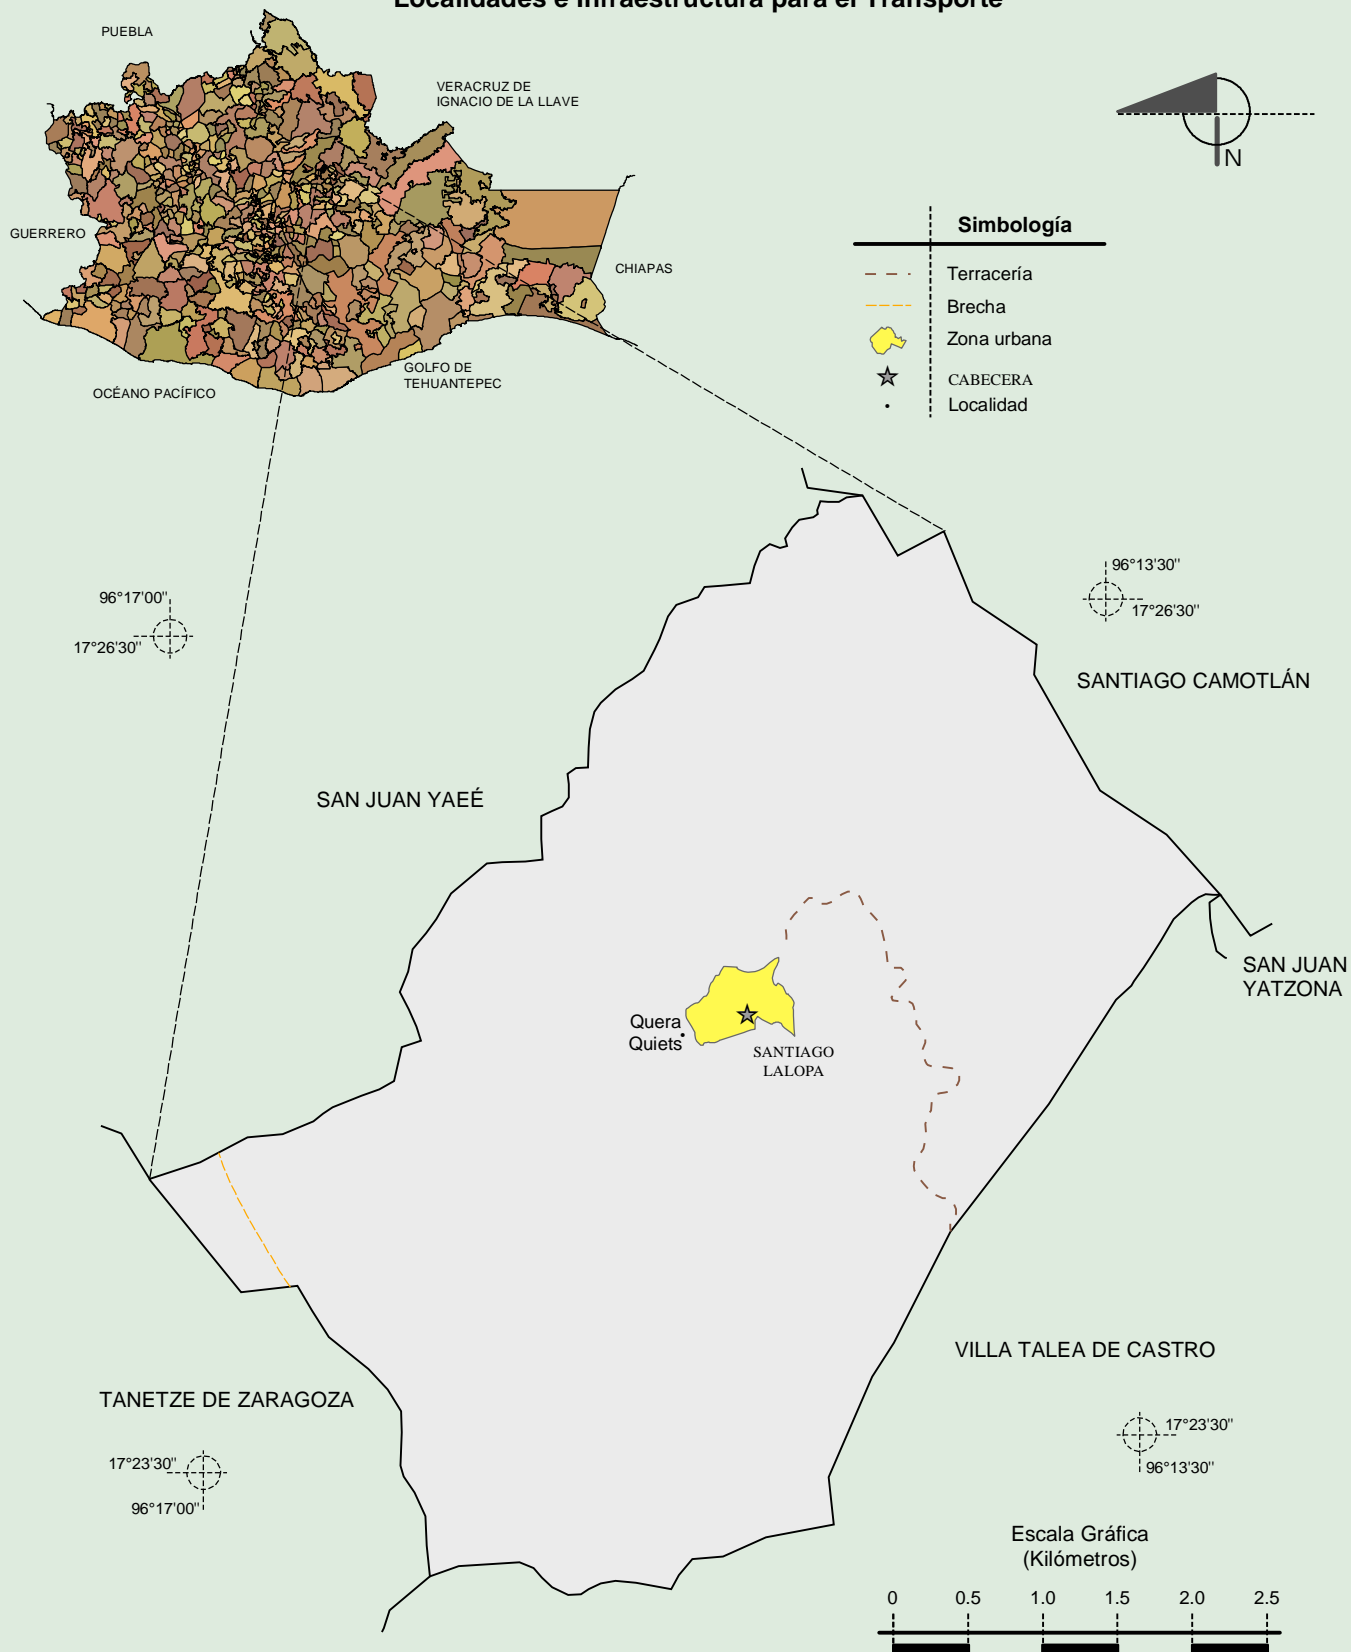 Localidades e Infraestructura para el Transporte
PUEBLA
VERACRUZ DE
IGNACIO DE LA LLAVE
N
GUERRERO
CHIAPAS
GOLFO DE
TEHUANTEPEC
OCÉANO PACÍFICO
Simbología
Terracería
Brecha
Zona urbana
CABECERA
Localidad
96°17'00"
17°26'30"
96°13'30"
17°26'30"
SANTIAGO CAMOTLÁN
SAN JUAN YAEÉ
SAN JUAN
YATZONA
Quera
Quiets
SANTIAGO
LALOPA
VILLA TALEA DE CASTRO
TANETZE DE ZARAGOZA
17°23'30"
96°17'00"
17°23'30"
96°13'30"
Escala Gráfica
(Kilómetros)
0 0.5 1.0 1.5 2.0 2.5